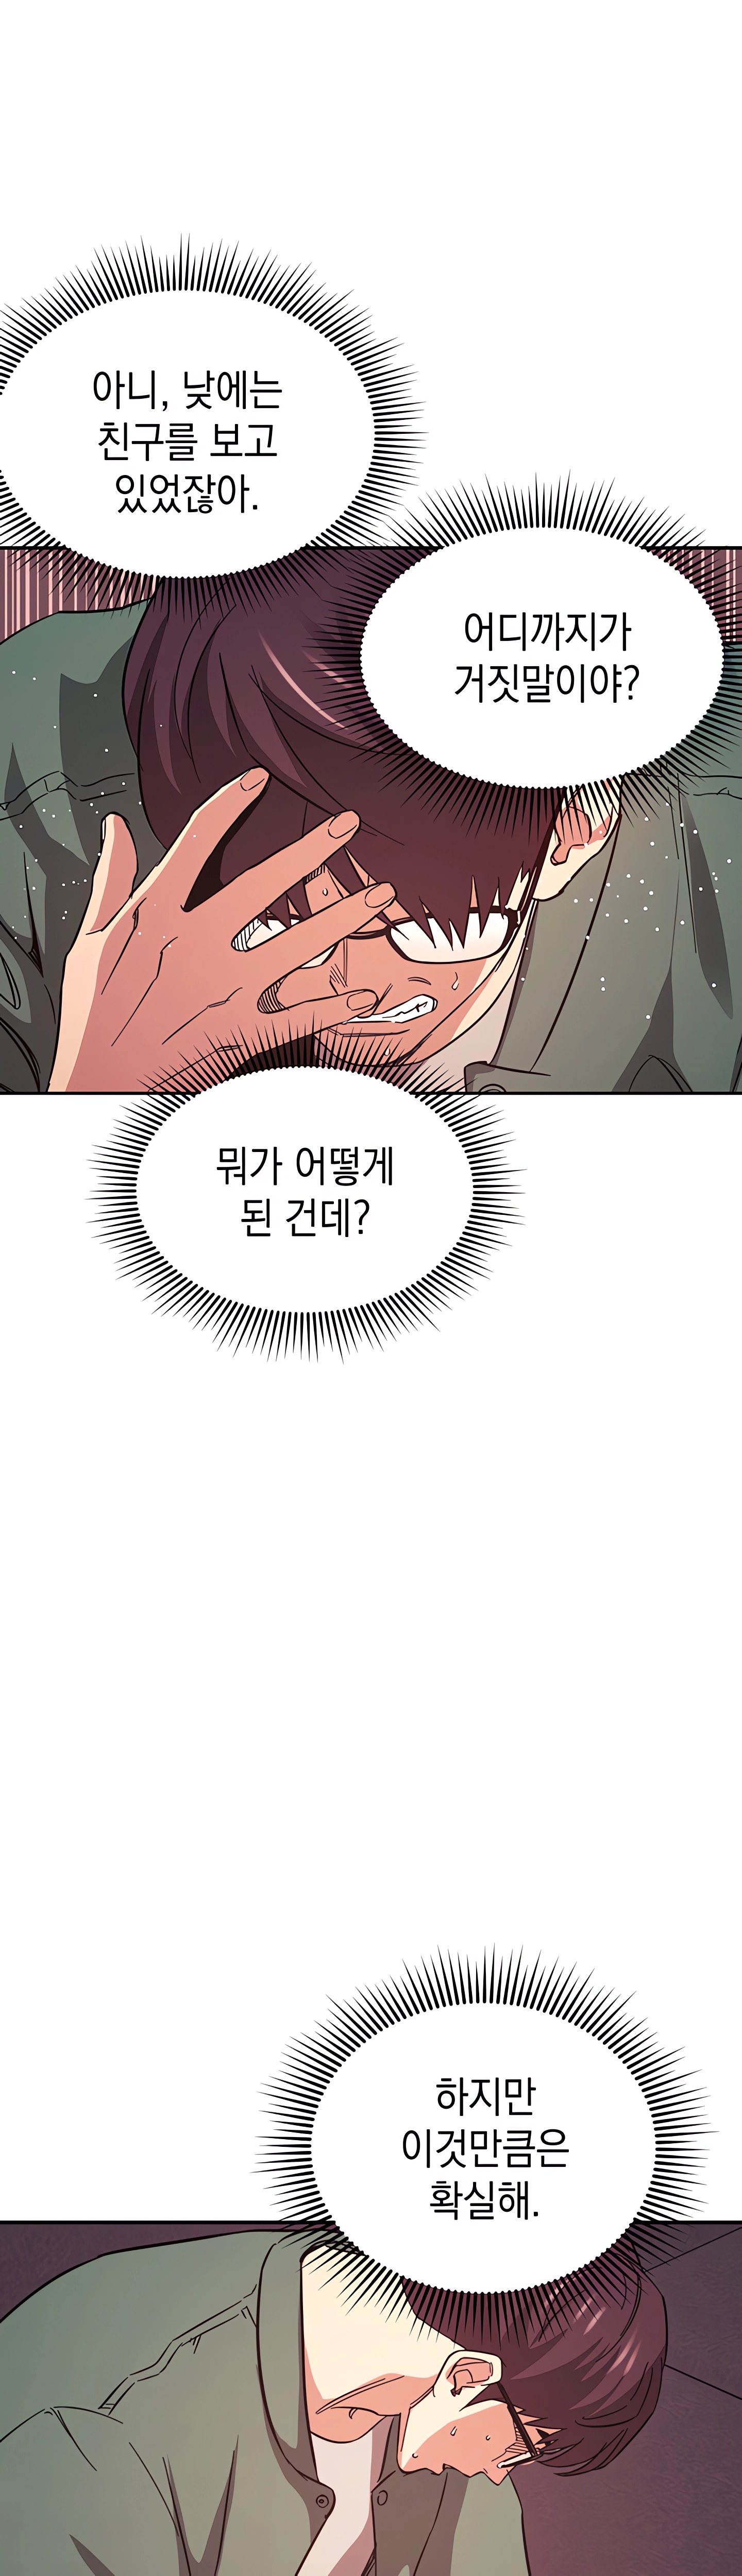 아니, 낮에는
친구를 보고
있었잖아.
어디까지가
거짓말이야?
뭐가 어떻게
된 건데?
하지만
이것만큼은
확실해.